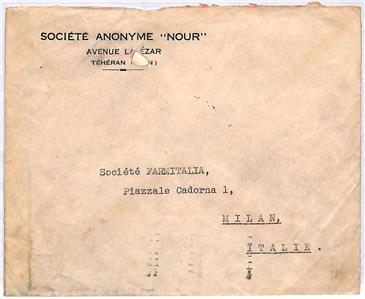 SOCIÉTÉ ANONYME "NOUR"
AVENUE
TÉHÉRAN
Société FARMITALIA,
Piazzale Cadorna 1,
MILAN,
ITALIE.